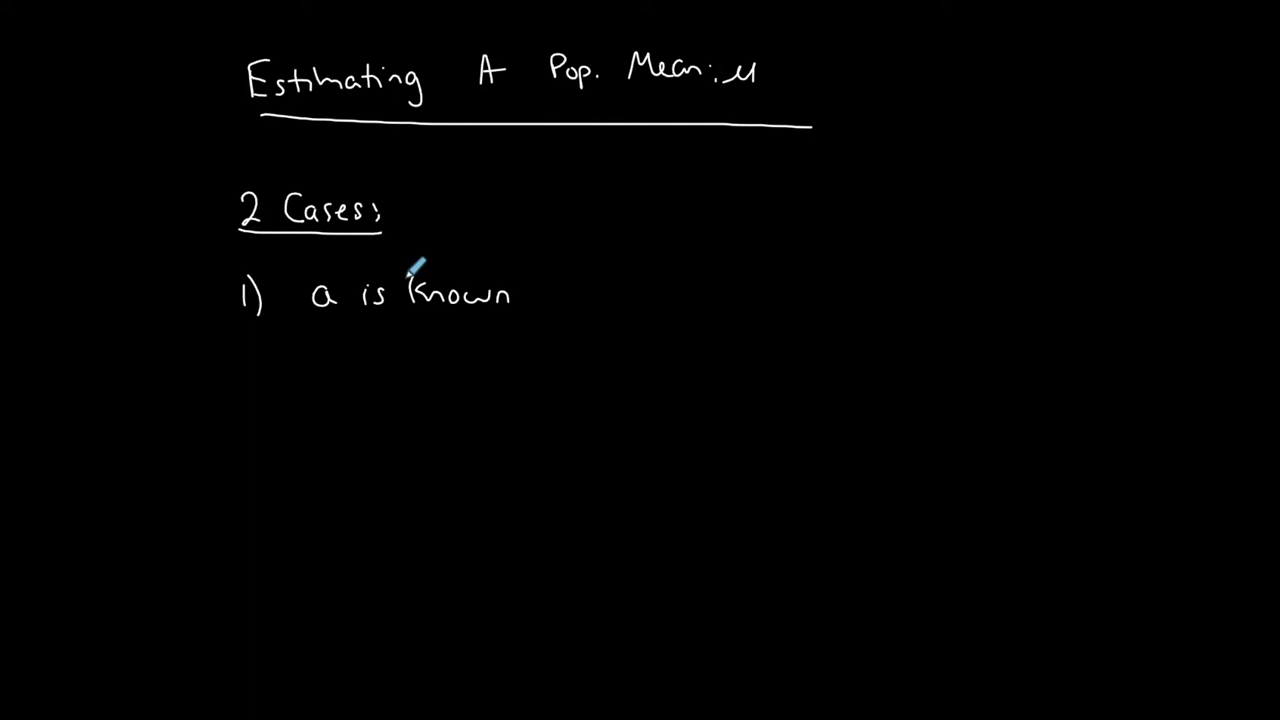 Estimating A Pop. Mean: μ
2 Cases:
1) a is known